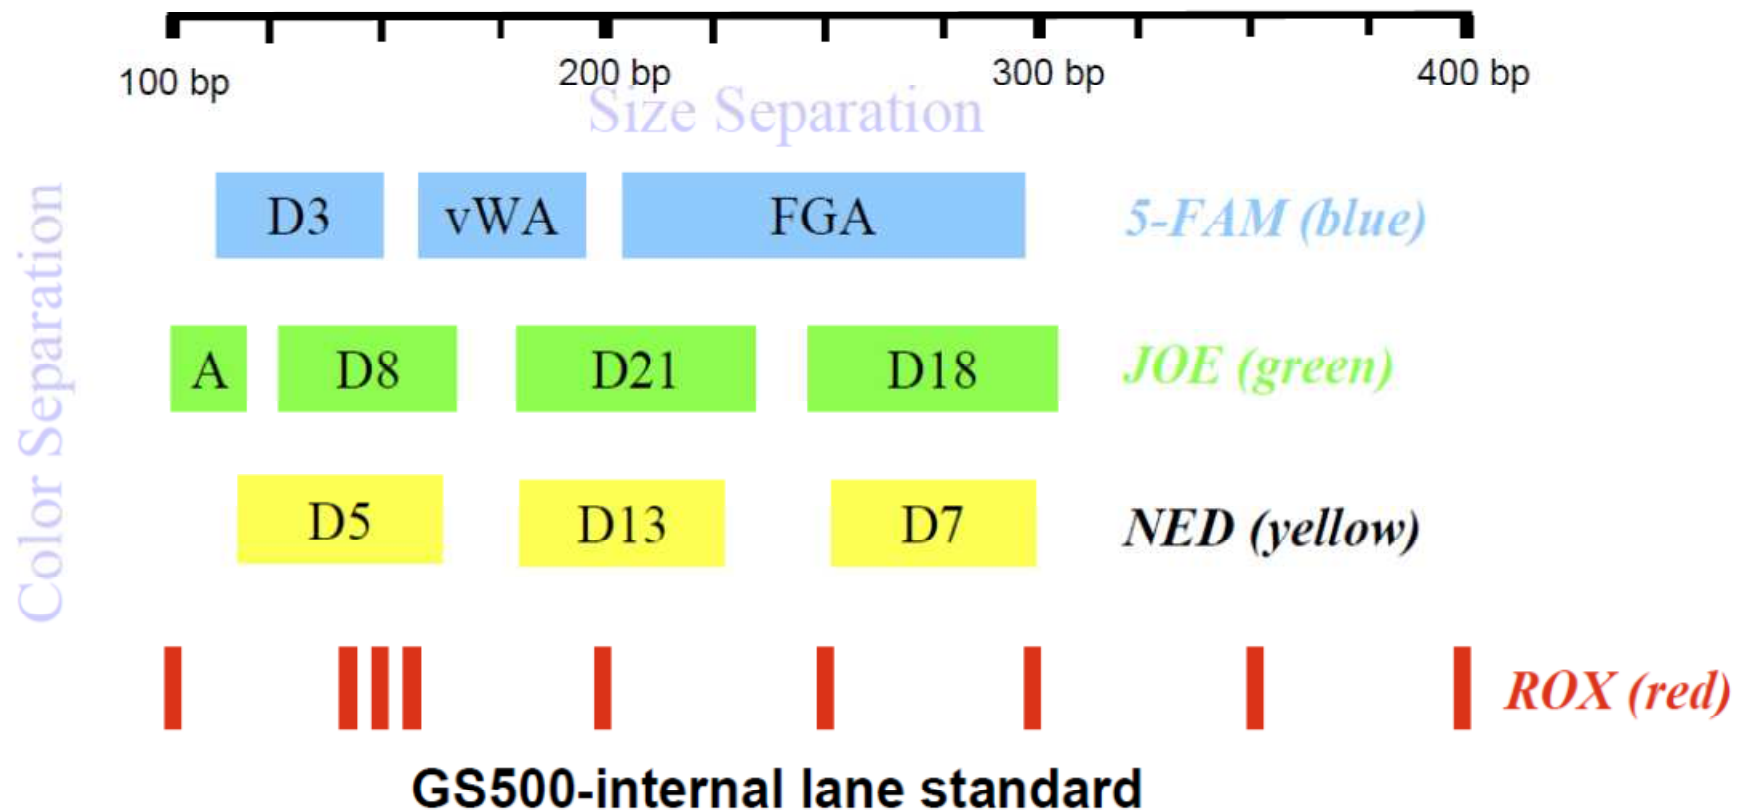 100 bp 200 bp 300 bp 400 bp
Size Separation
Color Separation
D3 vWA FGA 5-FAM (blue)
A D8 D21 D18 JOE (green)
D5 D13 D7 NED (yellow)
ROX (red)
GS500-internal lane standard